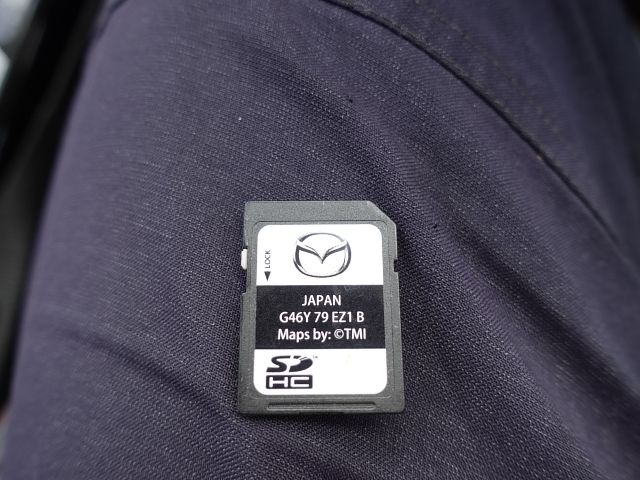 LOCK
JAPAN
G46Y 79 EZ1 B
Maps by: ©TMI
SD
HC